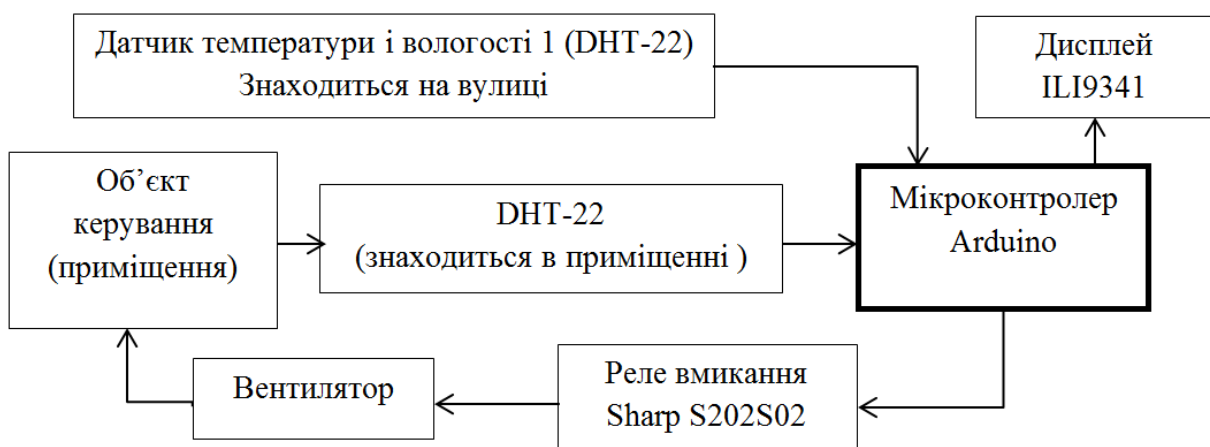 Датчик температури і вологості 1 (DHT-22)
Знаходиться на вулиці
Дисплей
ILI9341
Об’єкт
керування
(приміщення)
DHT-22
(знаходиться в приміщенні )
Мікроконтролер
Arduino
Вентилятор
Реле вмикання
Sharp S202S02